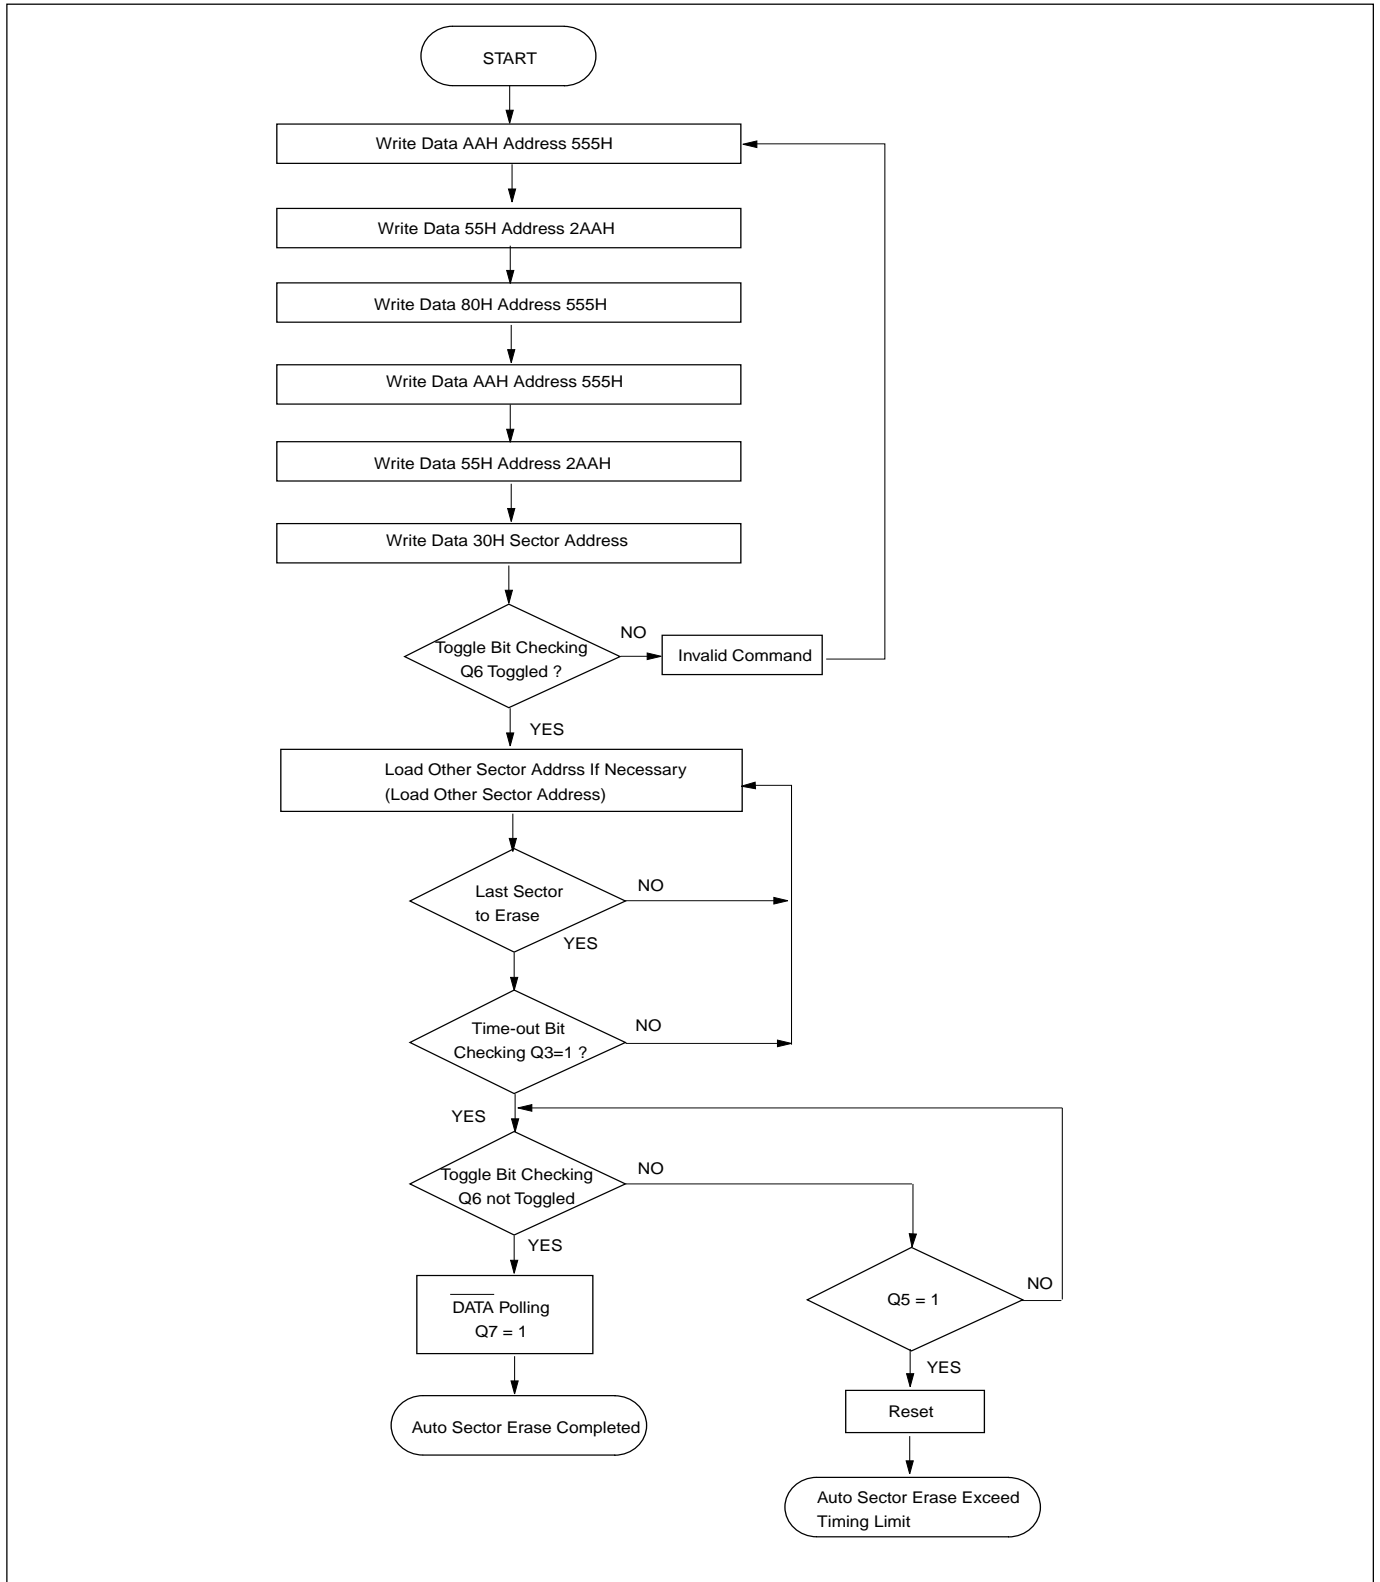 START
Write Data AAH Address 555H
Write Data 55H Address 2AAH
Write Data 80H Address 555H
Write Data AAH Address 555H
Write Data 55H Address 2AAH
Write Data 30H Sector Address
Toggle Bit Checking
Q6 Toggled ?
NO
Invalid Command
YES
Load Other Sector Addrss If Necessary
(Load Other Sector Address)
Last Sector
to Erase
NO
YES
Time-out Bit
Checking Q3=1 ?
NO
YES
Toggle Bit Checking
Q6 not Toggled
NO
YES
DATA Polling
Q7 = 1
Q5 = 1
NO
YES
Reset
Auto Sector Erase Completed
Auto Sector Erase Exceed
Timing Limit